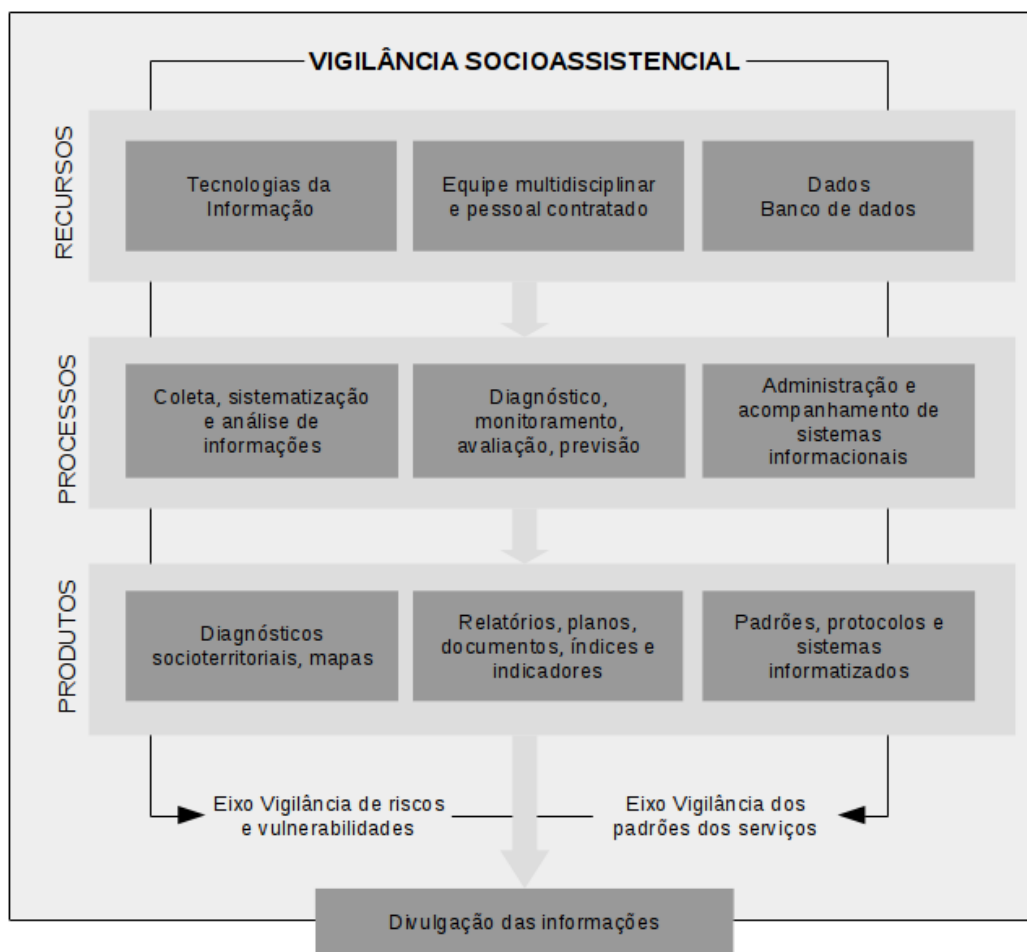 VIGILÂNCIA SOCIOASSISTENCIAL
RECURSOS
Tecnologias da
Informação
Equipe multidisciplinar
e pessoal contratado
Dados
Banco de dados
PROCESSOS
Coleta, sistematização
e análise de
informações
Diagnóstico,
monitoramento,
avaliação, previsão
Administração e
acompanhamento de
sistemas
informacionais
PRODUTOS
Diagnósticos
socioterritoriais, mapas
Relatórios, planos,
documentos, índices e
indicadores
Padrões, protocolos e
sistemas
informatizados
Eixo Vigilância de riscos
e vulnerabilidades
Eixo Vigilância dos
padrões dos serviços
Divulgação das informações